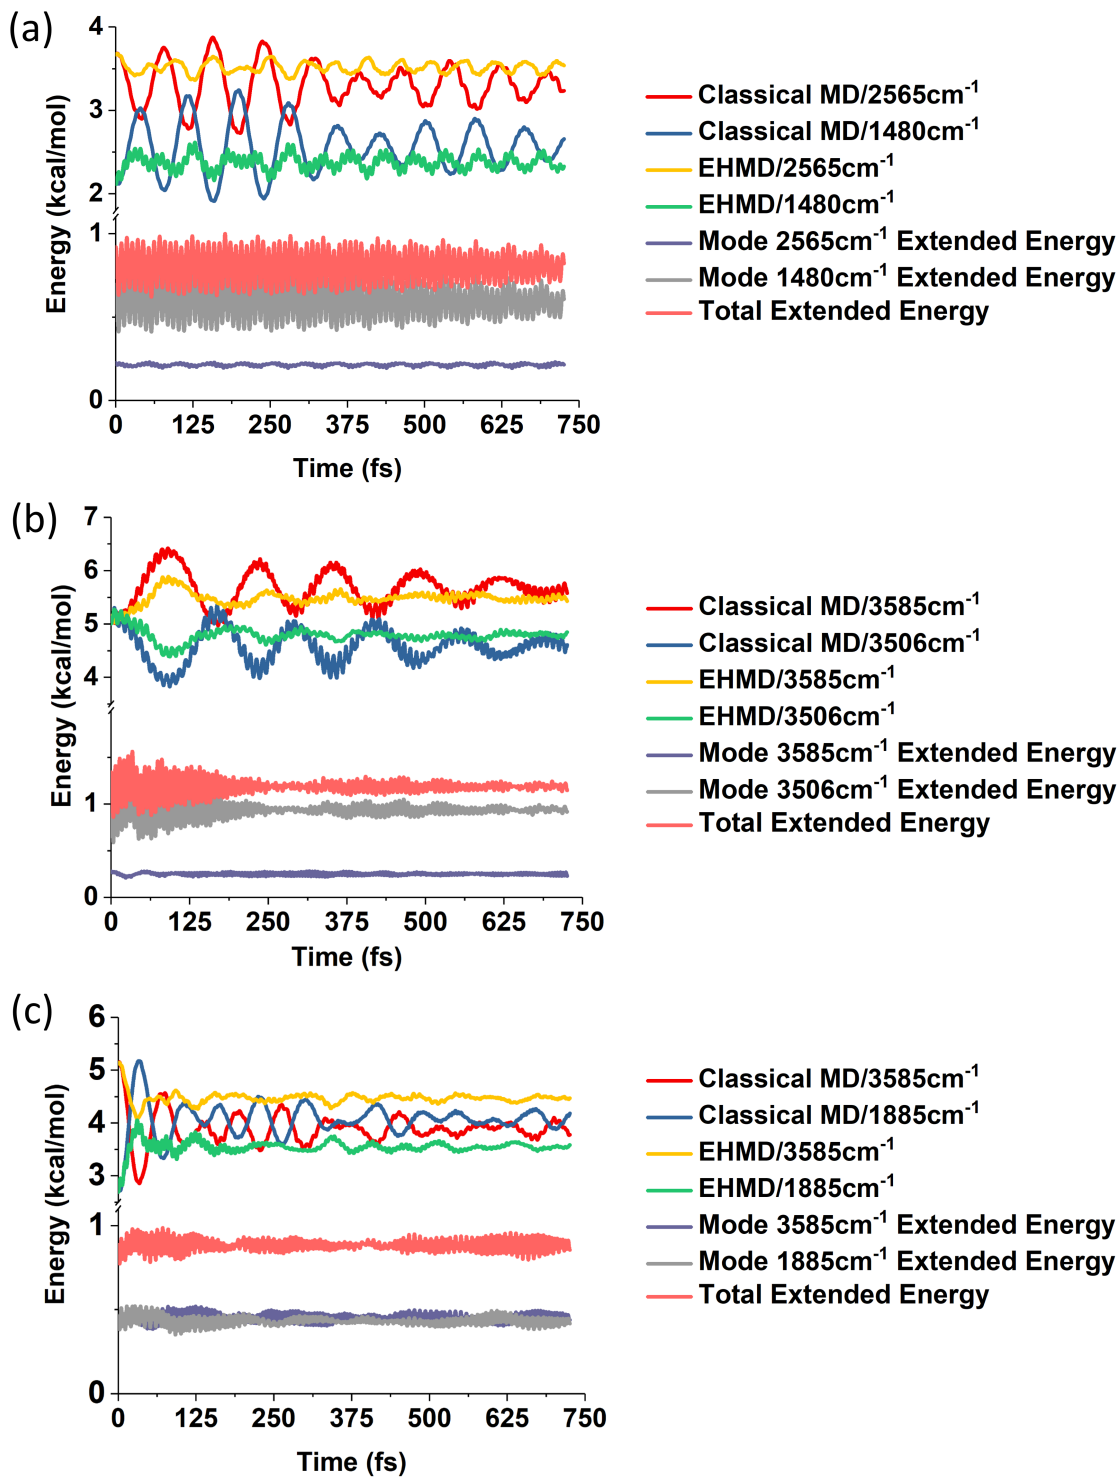 (a)
4
3
2
1
0
Energy (kcal/mol)
0 125 250 375 500 625 750
Time (fs)
Classical MD/2565cm-1
Classical MD/1480cm-1
EHMD/2565cm-1
EHMD/1480cm-1
Mode 2565cm-1 Extended Energy
Mode 1480cm-1 Extended Energy
Total Extended Energy
(b)
7
6
5
4
1
0
Energy (kcal/mol)
0 125 250 375 500 625 750
Time (fs)
Classical MD/3585cm-1
Classical MD/3506cm-1
EHMD/3585cm-1
EHMD/3506cm-1
Mode 3585cm-1 Extended Energy
Mode 3506cm-1 Extended Energy
Total Extended Energy
(c)
6
5
4
3
1
0
Energy (kcal/mol)
0 125 250 375 500 625 750
Time (fs)
Classical MD/3585cm-1
Classical MD/1885cm-1
EHMD/3585cm-1
EHMD/1885cm-1
Mode 3585cm-1 Extended Energy
Mode 1885cm-1 Extended Energy
Total Extended Energy